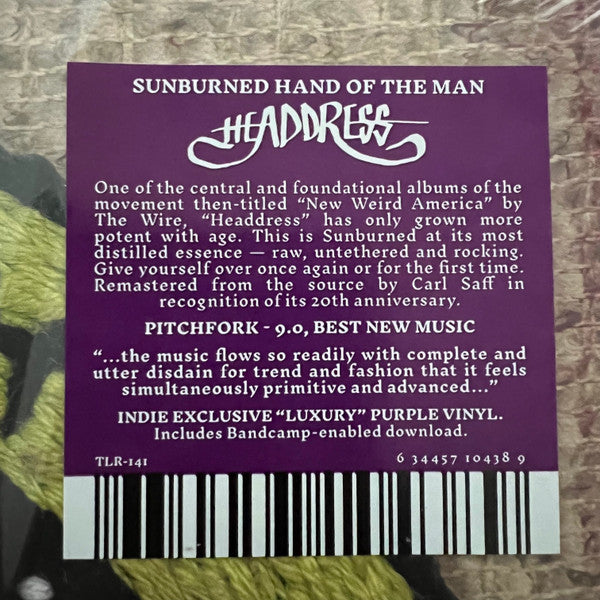 SUNBURNED HAND OF THE MAN
HEADDRESS
One of the central and foundational albums of the
movement then-titled “New Weird America” by
The Wire, “Headdress” has only grown more
potent with age. This is Sunburned at its most
distilled essence — raw, untethered and rocking.
Give yourself over once again or for the first time.
Remastered from the source by Carl Saff in
recognition of its 20th anniversary.
PITCHFORK - 9.0, BEST NEW MUSIC
“...the music flows so readily with complete and
utter disdain for trend and fashion that it feels
simultaneously primitive and advanced...”
INDIE EXCLUSIVE “LUXURY” PURPLE VINYL.
Includes Bandcamp-enabled download.
TLR-141 6 34457 10438 9